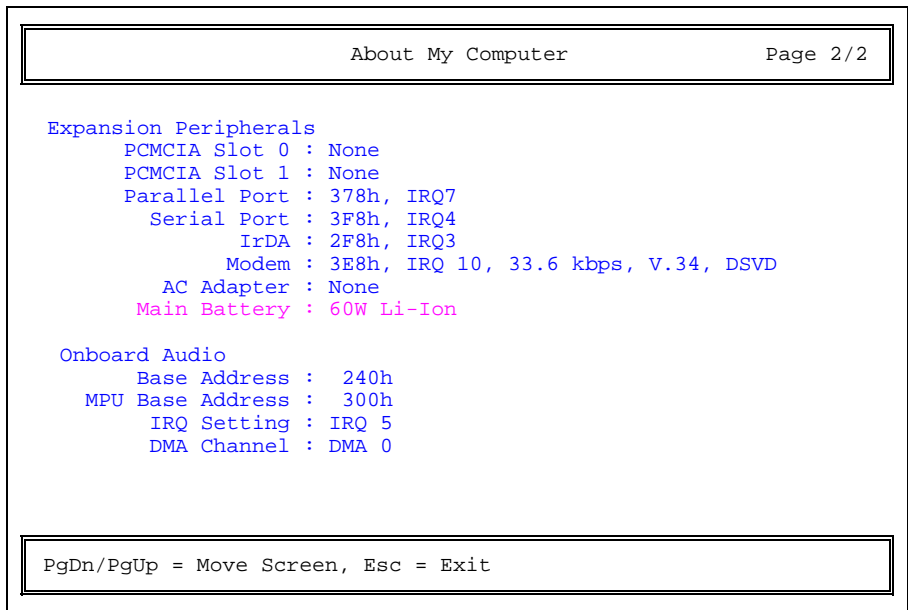 About My Computer Page 2/2
Expansion Peripherals
PCMCIA Slot 0 : None
PCMCIA Slot 1 : None
Parallel Port : 378h, IRQ7
Serial Port : 3F8h, IRQ4
IrDA : 2F8h, IRQ3
Modem : 3E8h, IRQ 10, 33.6 kbps, V.34, DSVD
AC Adapter : None
Main Battery : 60W Li-Ion
Onboard Audio
Base Address : 240h
MPU Base Address : 300h
IRQ Setting : IRQ 5
DMA Channel : DMA 0
PgDn/PgUp = Move Screen, Esc = Exit